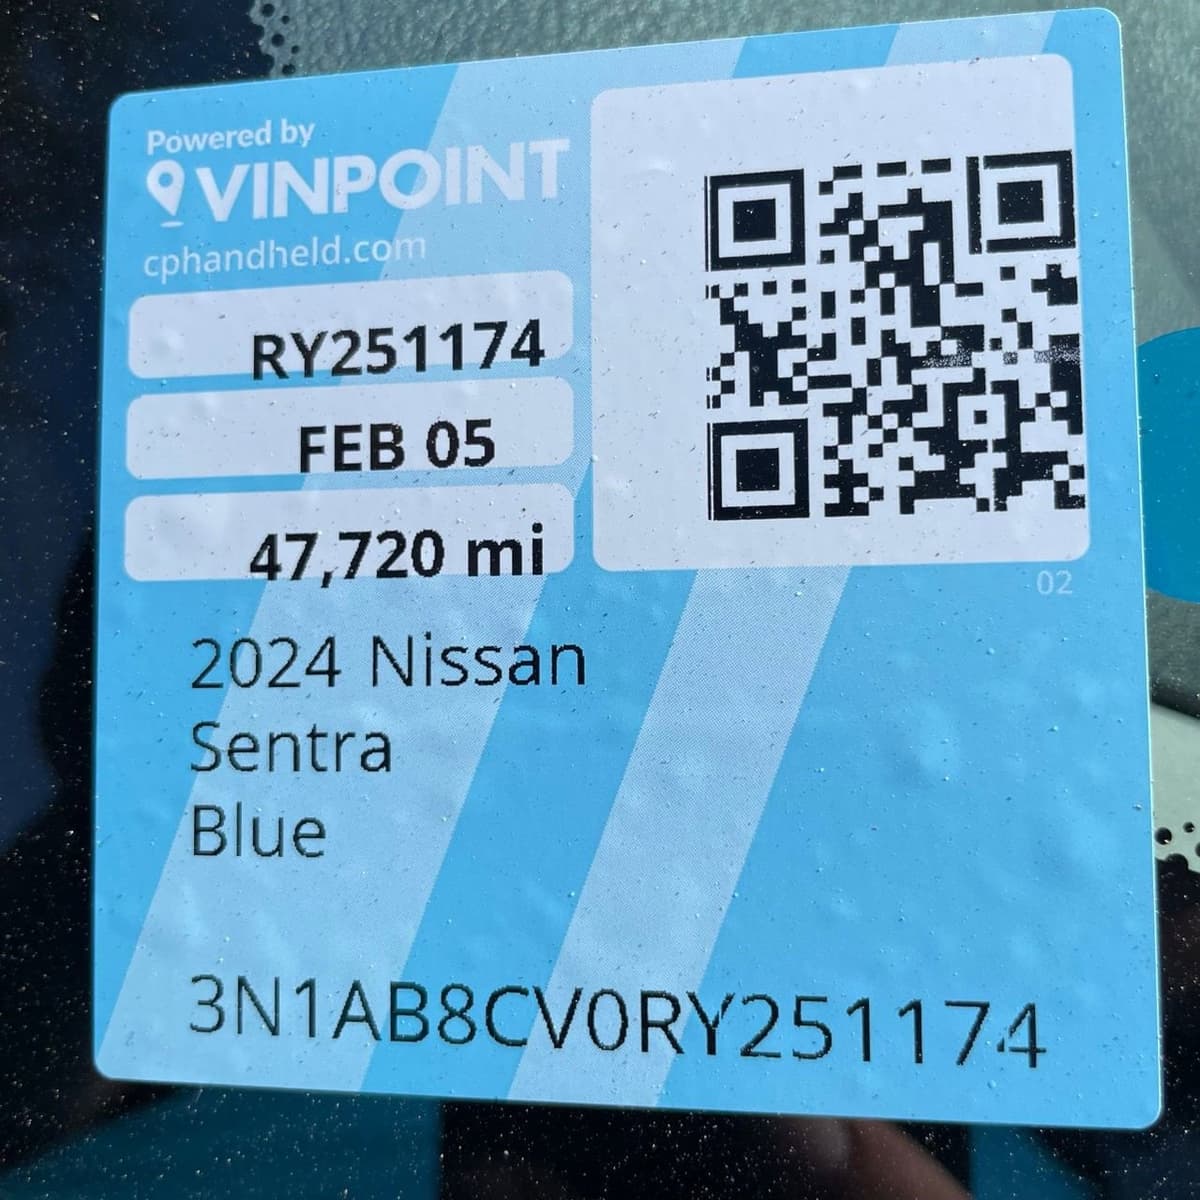 Powered by
VINPOINT
cphandheld.com
RY251174
FEB 05
47,720 mi
02
2024 Nissan
Sentra
Blue
3N1AB8CV0RY251174